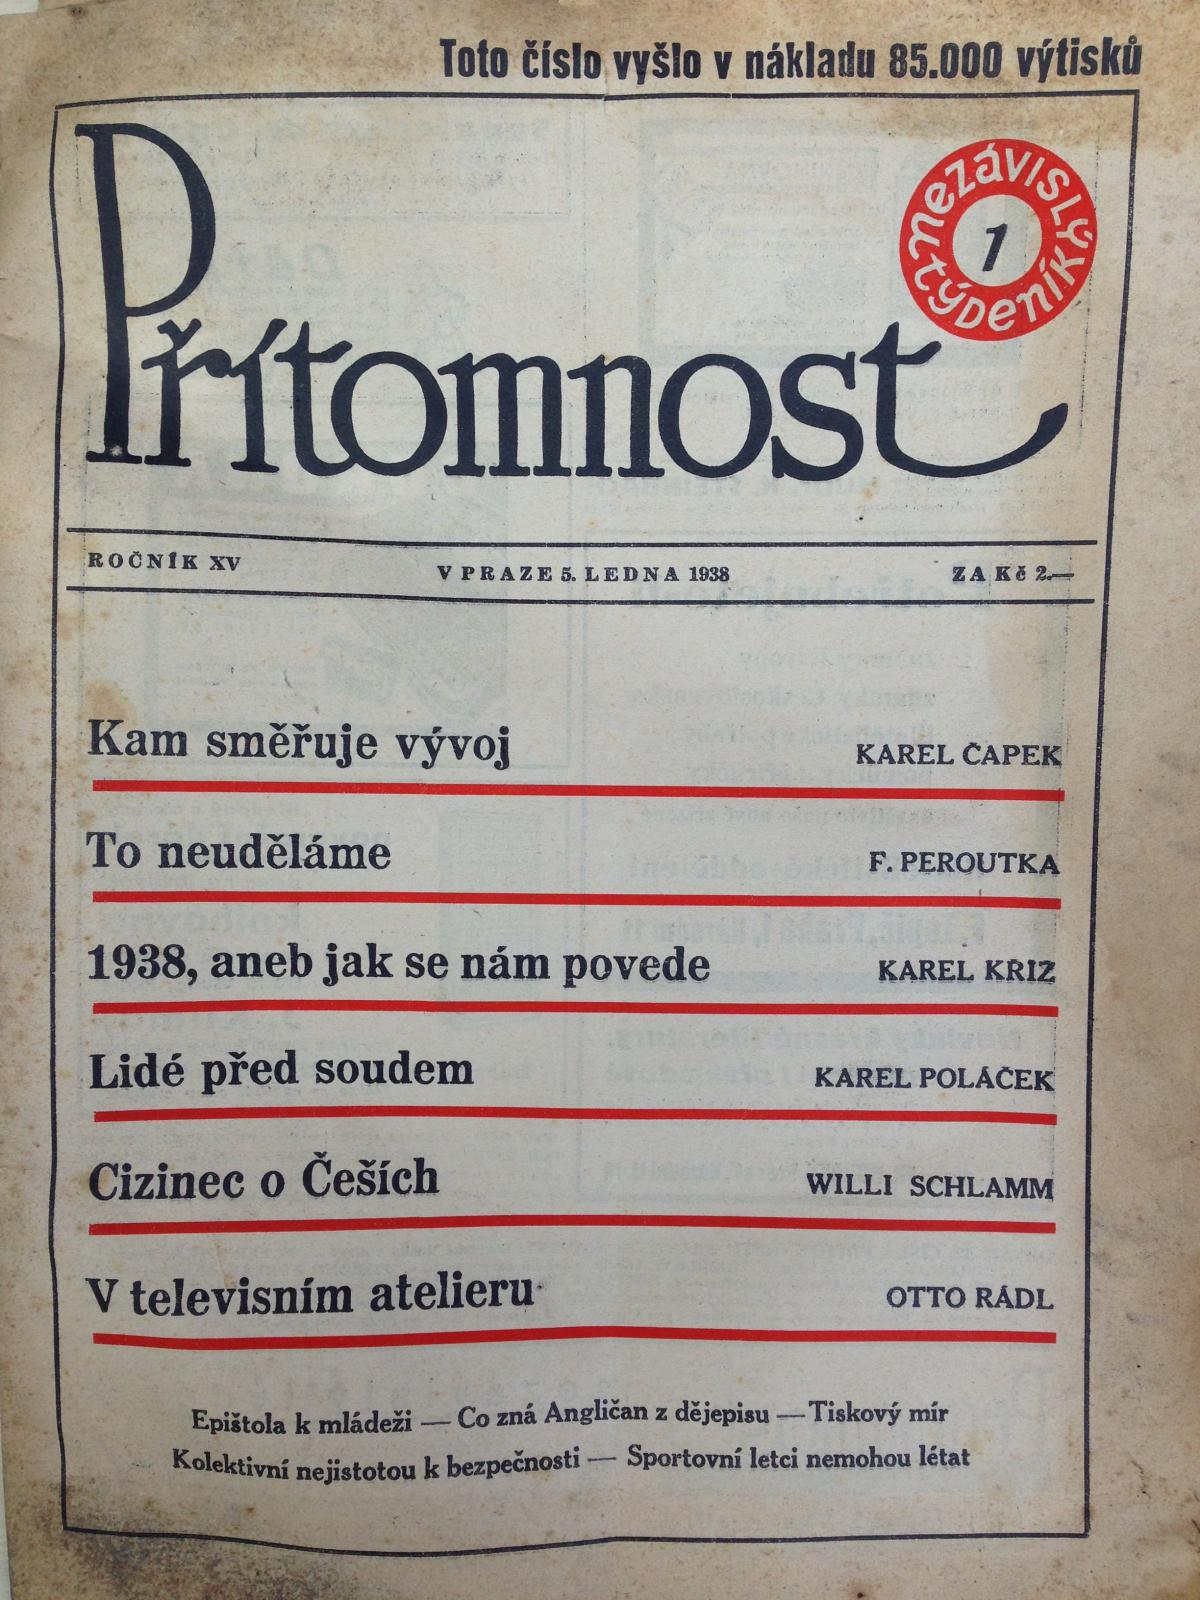 Toto číslo vyšlo v nákladu 85.000 výtisků
Přítomnost
nezávislý týdeník
1
ROČNÍK XV V PRAZE 5. LEDNA 1938 ZA Kč 2.—
Kam směřuje vývoj KAREL ČAPEK
To neuděláme F. PEROUTKA
1938, aneb jak se nám povede KAREL KŘIZ
Lidé před soudem KAREL POLÁČEK
Cizinec o Češích WILLI SCHLAMM
V televisním atelieru OTTO RÁDL
Epištola k mládeži — Co zná Angličan z dějepisu — Tiskový mír
Kolektivní nejistotou k bezpečnosti — Sportovní letci nemohou létat